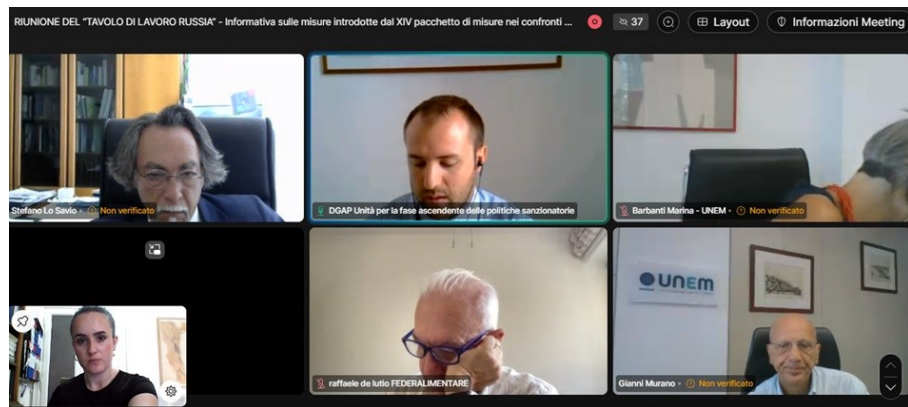 RIUNIONE DEL "TAVOLO DI LAVORO RUSSIA" - Informativa sulle misure introdotte dal XIV pacchetto di misure nei confronti ...
37
Layout
Informazioni Meeting
Stefano Lo Savio • Non verificato
DGAP Unità per la fase ascendente delle politiche sanzionatorie
Barbanti Marina - UNEM • Non verificato
UNEM
raffaele de lutio FEDERALIMENTARE
Gianni Murano • Non verificato